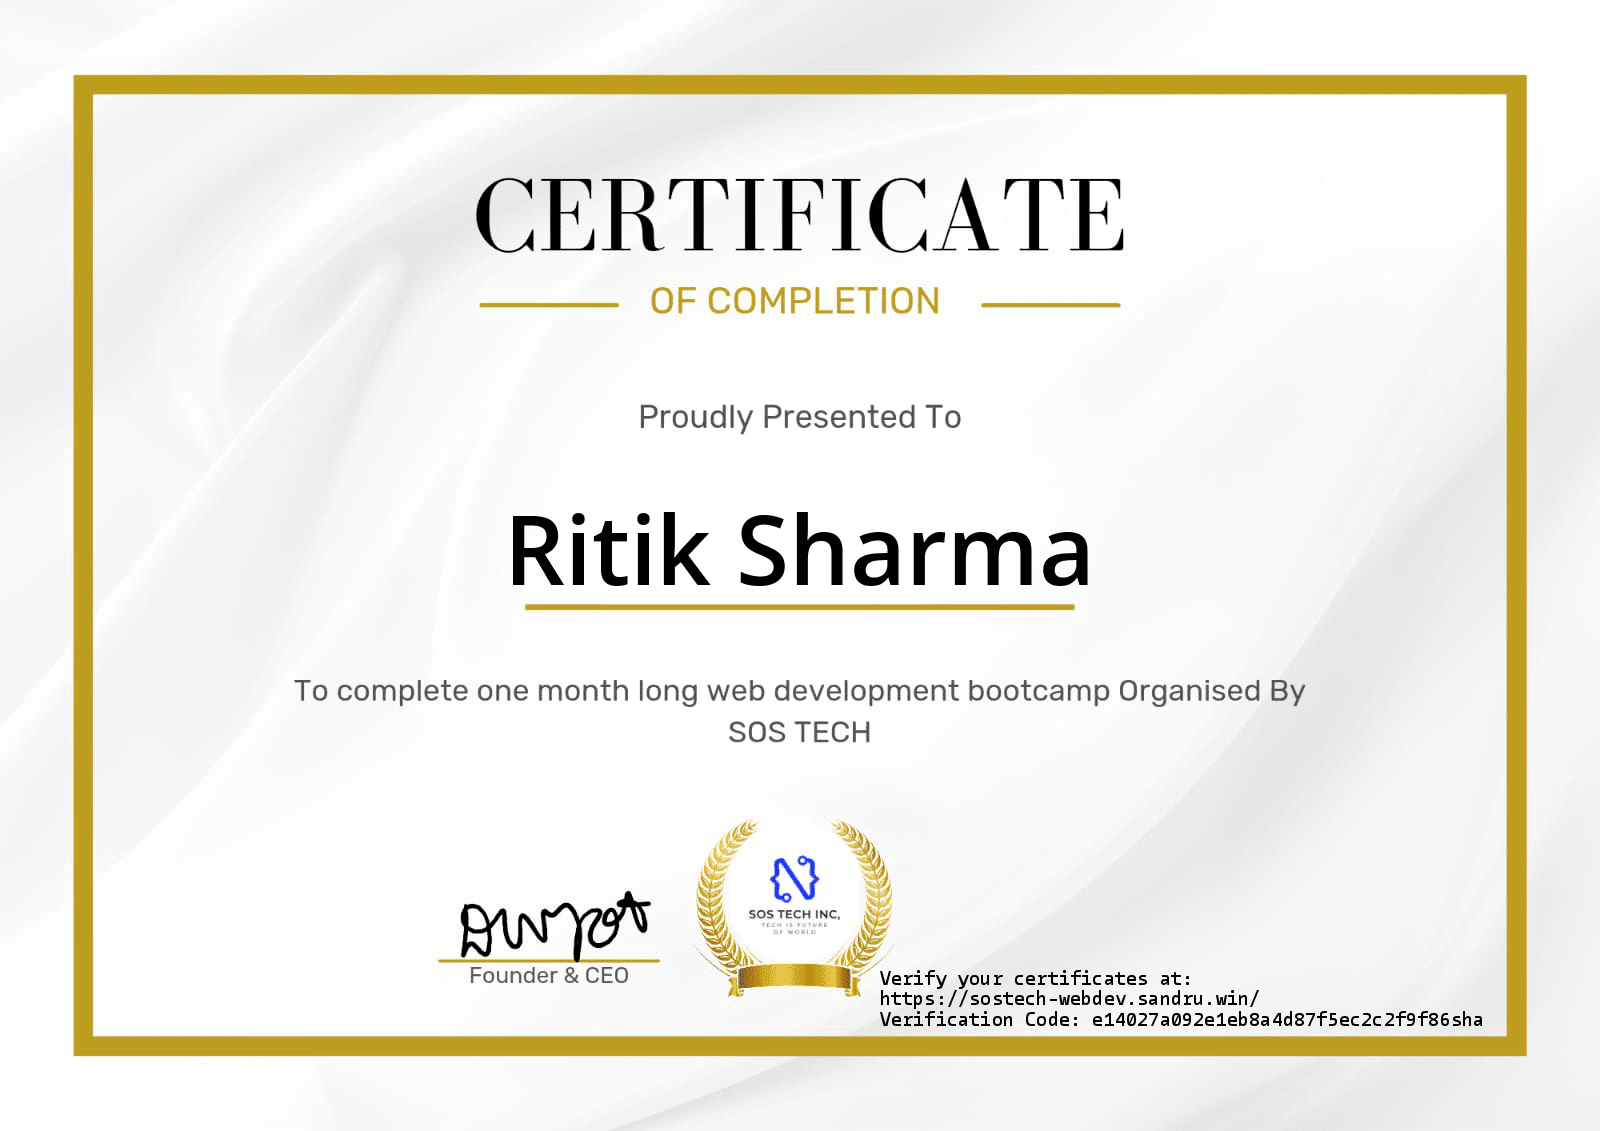 CERTIFICATE
OF COMPLETION
Proudly Presented To
Ritik Sharma
To complete one month long web development bootcamp Organised By
SOS TECH
SOS TECH INC,
TECH IS FUTURE
OF WORLD
Founder & CEO
Verify your certificates at:
https://sostech-webdev.sandru.win/
Verification Code: e14027a092e1eb8a4d87f5ec2c2f9f86sha